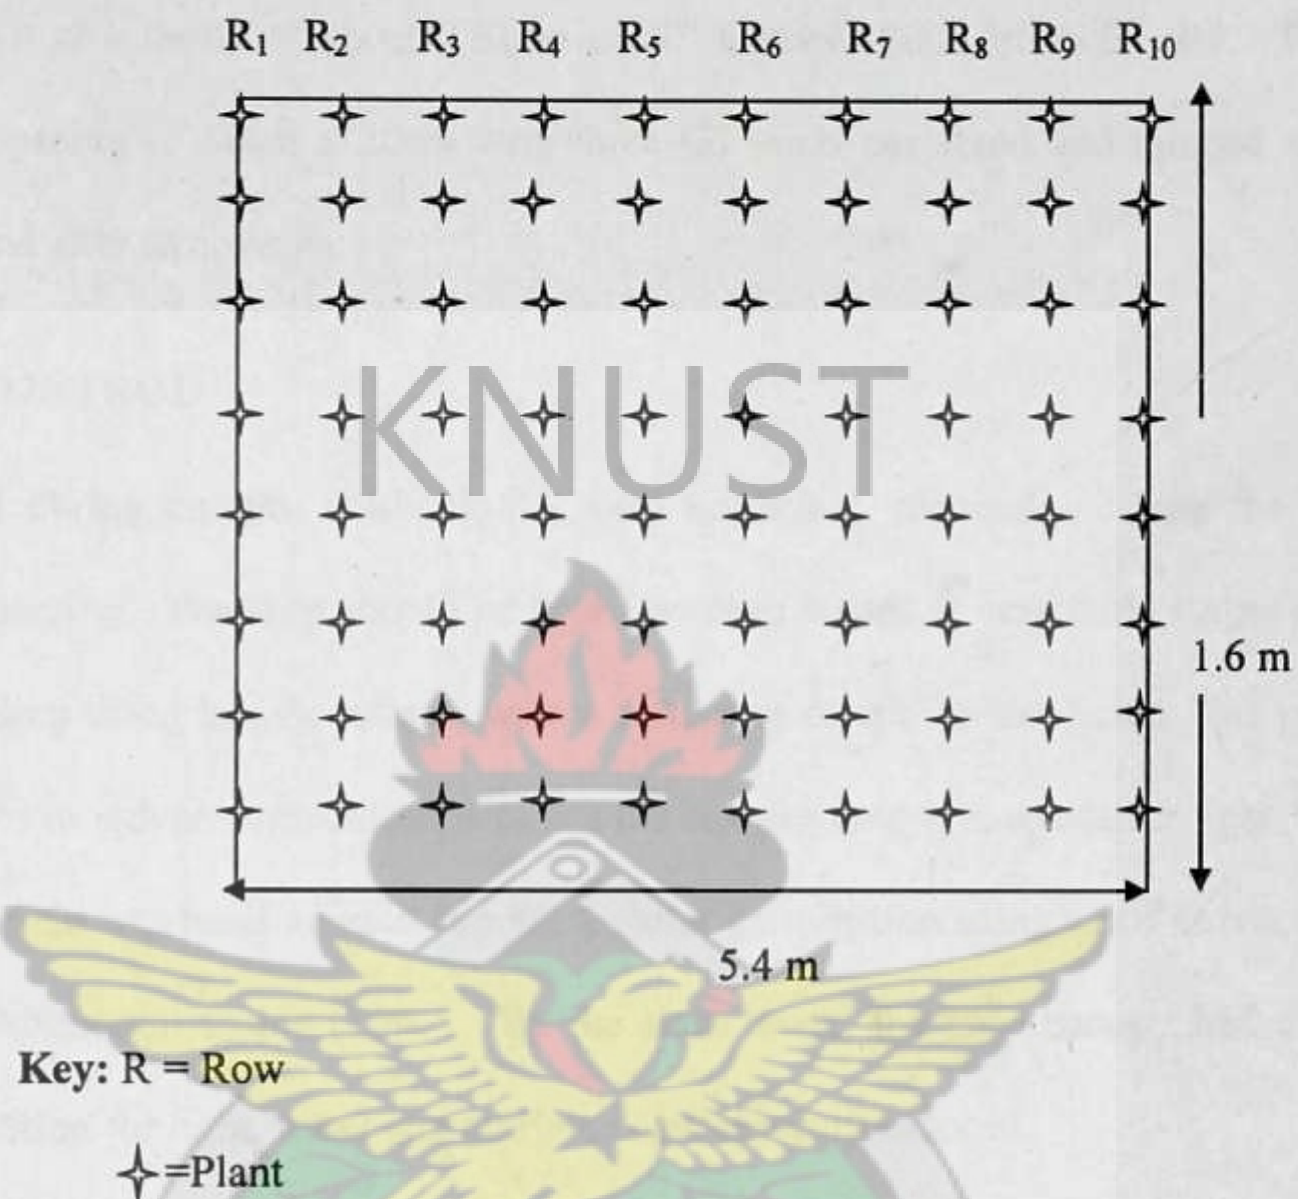 R₁ R₂ R₃ R₄ R₅ R₆ R₇ R₈ R₉ R₁₀
KNUST
1.6 m
5.4 m
Key: R = Row
=Plant